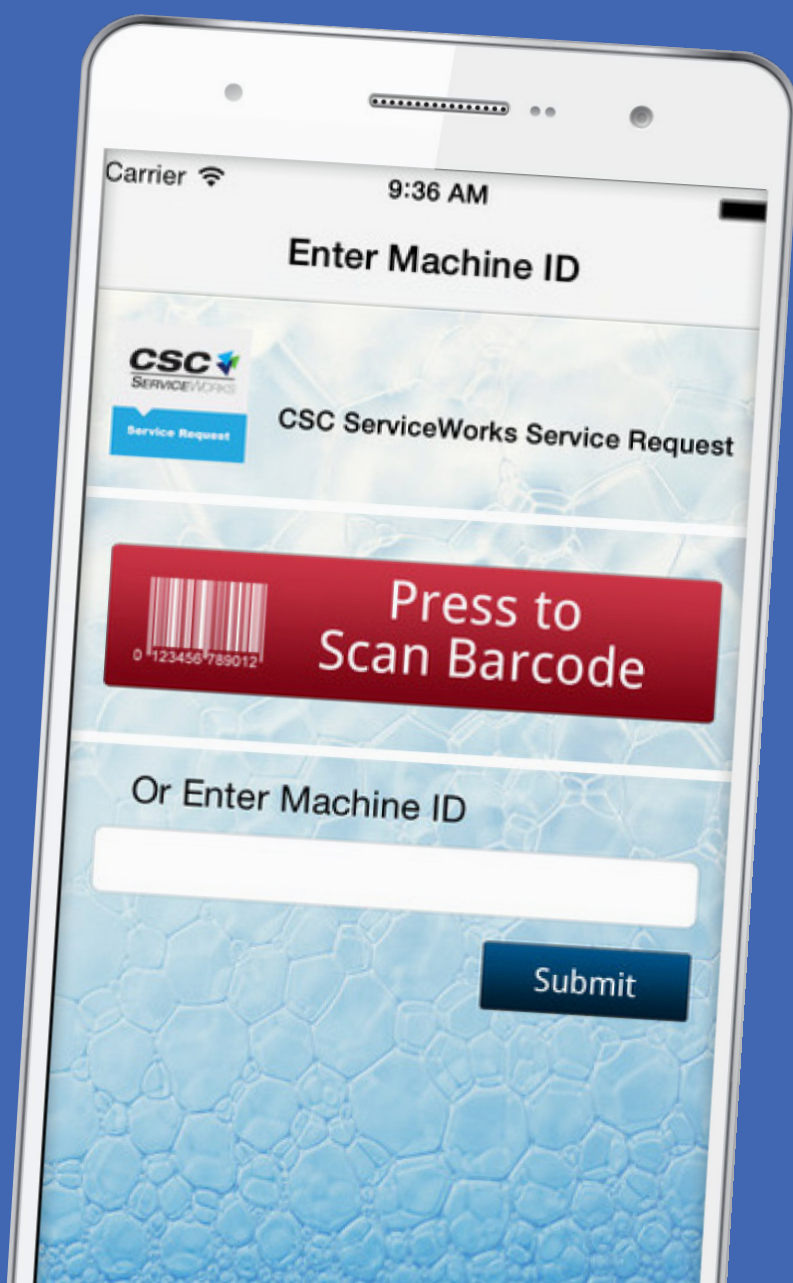 Carrier
9:36 AM
Enter Machine ID
CSC
SERVICEWORKS
Service Request
CSC ServiceWorks Service Request
Press to
Scan Barcode
0 123456 789012
Or Enter Machine ID
Submit